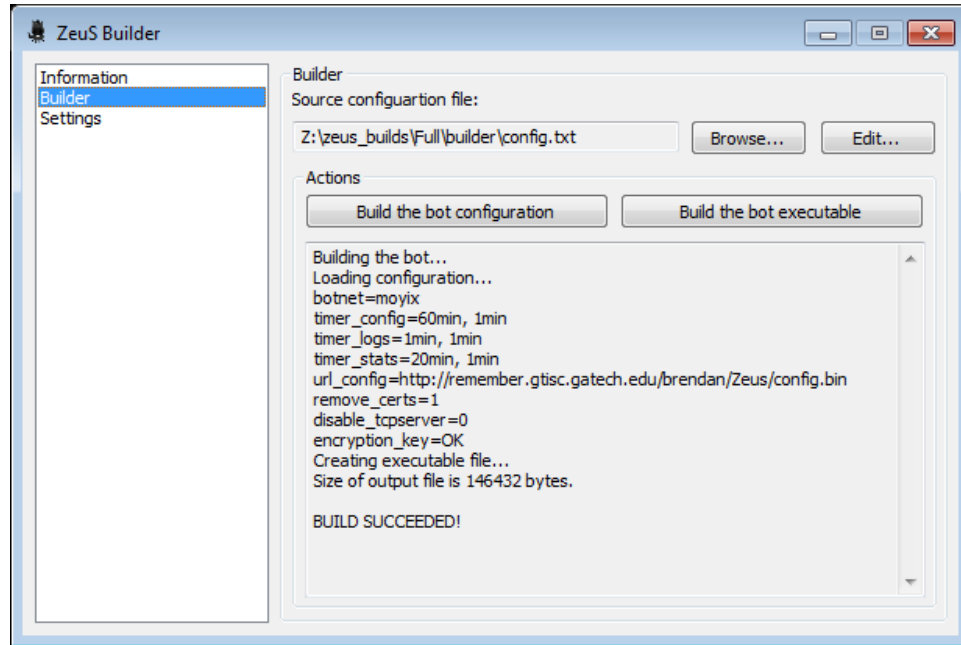 ZeuS Builder
Information
Builder
Settings
Builder
Source configuartion file:
Z:\zeus_builds\Full\builder\config.txt
Browse...
Edit...
Actions
Build the bot configuration
Build the bot executable
Building the bot...
Loading configuration...
botnet=moyix
timer_config=60min, 1min
timer_logs=1min, 1min
timer_stats=20min, 1min
url_config=http://remember.gtisc.gatech.edu/brendan/Zeus/config.bin
remove_certs=1
disable_tcpserver=0
encryption_key=OK
Creating executable file...
Size of output file is 146432 bytes.
BUILD SUCCEEDED!